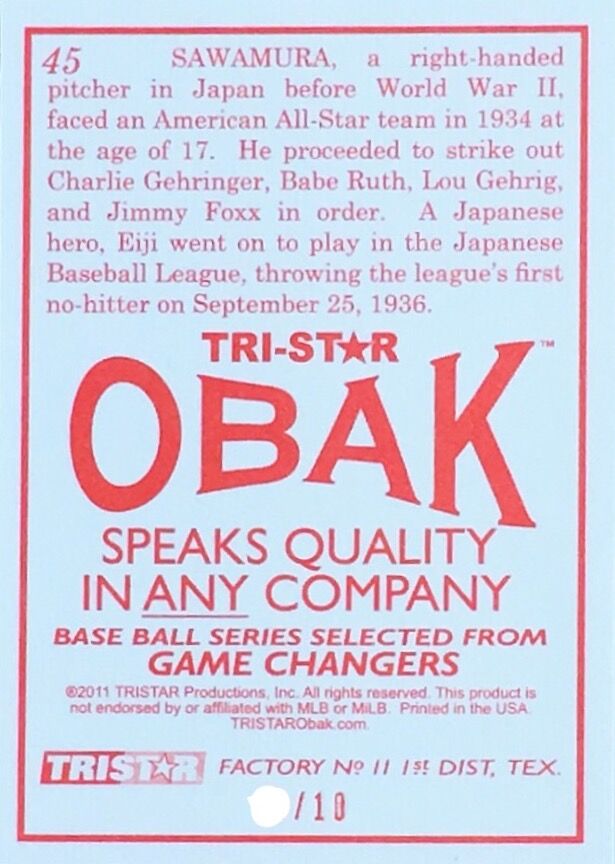 45 SAWAMURA, a right-handed
pitcher in Japan before World War II,
faced an American All-Star team in 1934 at
the age of 17. He proceeded to strike out
Charlie Gehringer, Babe Ruth, Lou Gehrig,
and Jimmy Foxx in order. A Japanese
hero, Eiji went on to play in the Japanese
Baseball League, throwing the league's first
no-hitter on September 25, 1936.
TRI-ST★R
OBAK™
SPEAKS QUALITY
IN ANY COMPANY
BASE BALL SERIES SELECTED FROM
GAME CHANGERS
©2011 TRISTAR Productions, Inc. All rights reserved. This product is
not endorsed by or affiliated with MLB or MiLB. Printed in the USA.
TRISTARObak.com.
TRIST★R FACTORY Nº 11 1st DIST, TEX.
/10